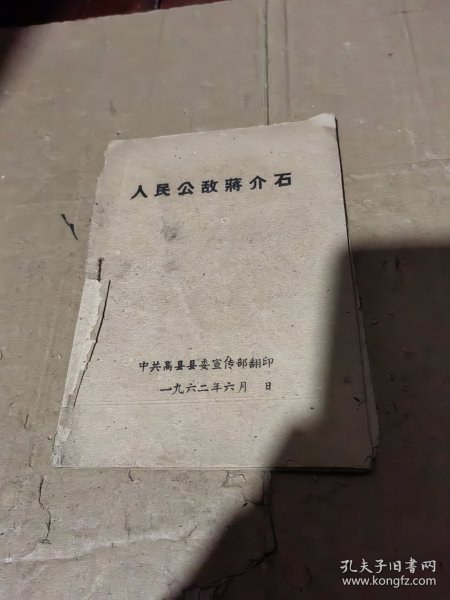 人民公敌蒋介石
中共高县县委宣传部翻印
一九六二年六月 日
孔夫子旧书网
www.kongfz.com